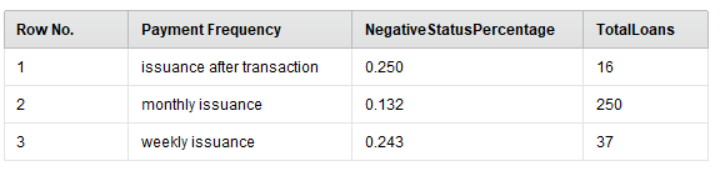 Row No. Payment Frequency NegativeStatusPercentage TotalLoans
1 issuance after transaction 0.250 16
2 monthly issuance 0.132 250
3 weekly issuance 0.243 37